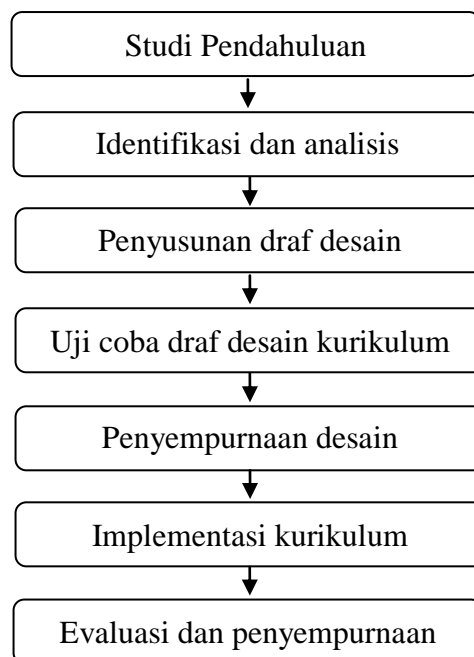 Studi Pendahuluan
Identifikasi dan analisis
Penyusunan draf desain
Uji coba draf desain kurikulum
Penyempurnaan desain
Implementasi kurikulum
Evaluasi dan penyempurnaan